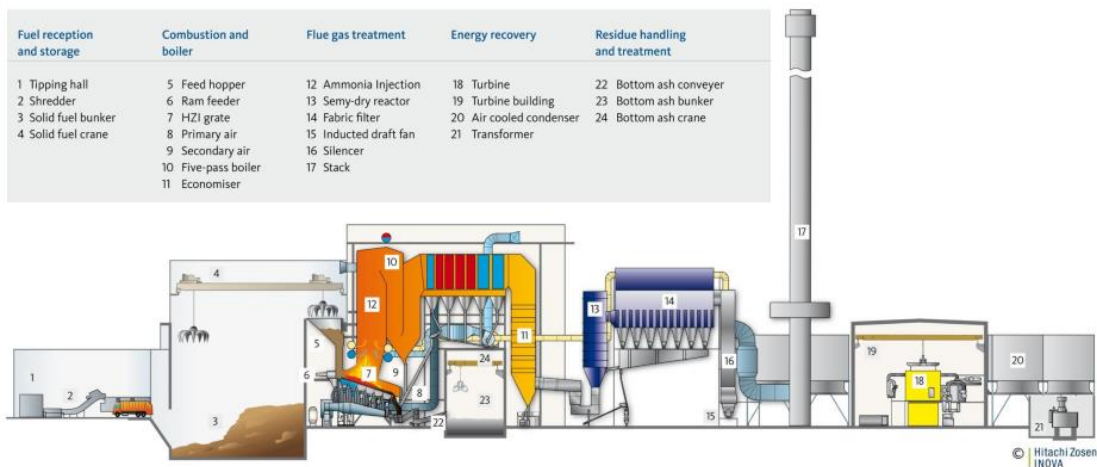 Fuel reception
and storage
1 Tipping hall
2 Shredder
3 Solid fuel bunker
4 Solid fuel crane
Combustion and
boiler
5 Feed hopper
6 Ram feeder
7 HZI grate
8 Primary air
9 Secondary air
10 Five-pass boiler
11 Economiser
Flue gas treatment
12 Ammonia Injection
13 Semy-dry reactor
14 Fabric filter
15 Inducted draft fan
16 Silencer
17 Stack
Energy recovery
18 Turbine
19 Turbine building
20 Air cooled condenser
21 Transformer
Residue handling
and treatment
22 Bottom ash conveyer
23 Bottom ash bunker
24 Bottom ash crane
17
10
4
12
14
13
5
11
19
20
24
16
1
6
7
9
18
2
8
23
3
22
15
21
© Hitachi Zosen
INOVA